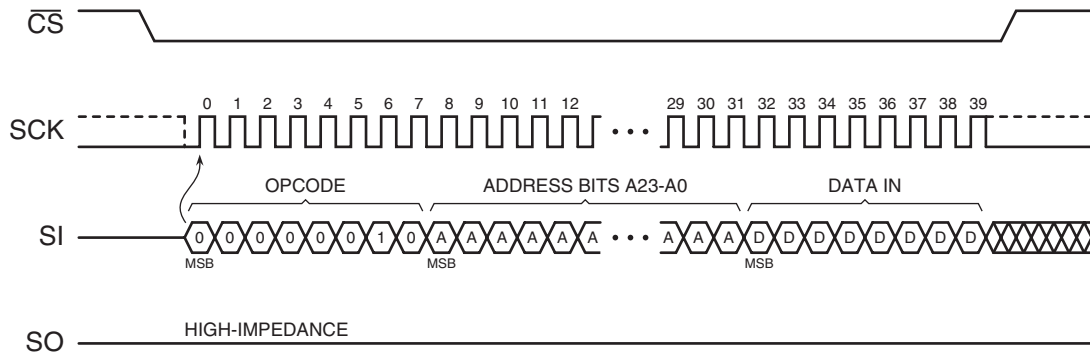 CS
0 1 2 3 4 5 6 7 8 9 10 11 12 29 30 31 32 33 34 35 36 37 38 39
SCK
OPCODE ADDRESS BITS A23-A0 DATA IN
SI 0 0 0 0 0 0 1 0 A A A A A A A A A D D D D D D D D
MSB MSB MSB
HIGH-IMPEDANCE
SO